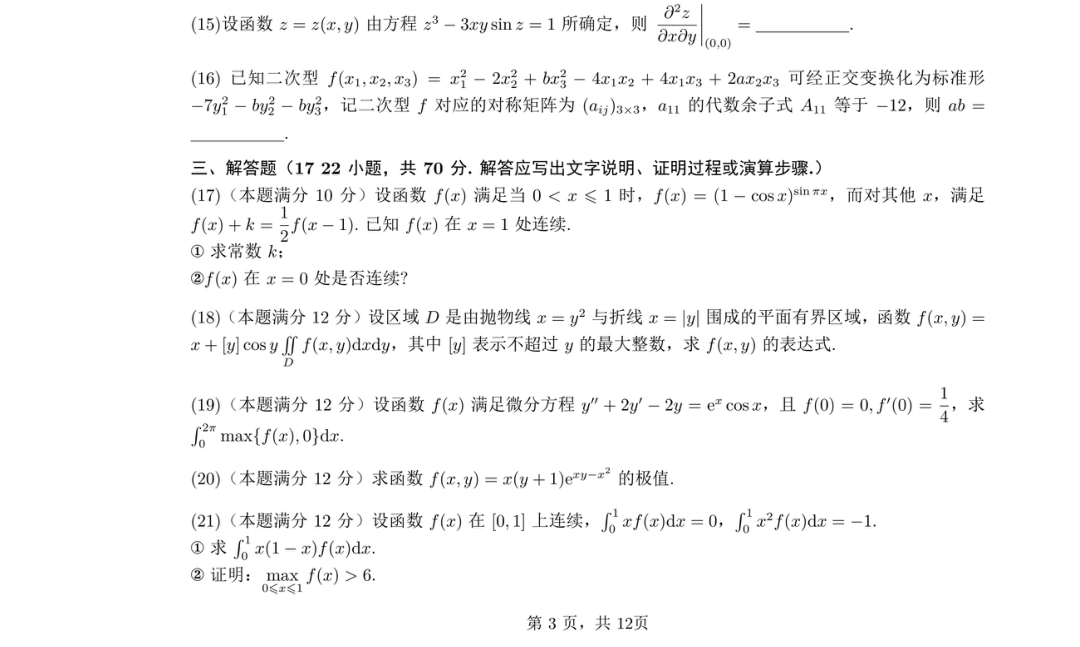 (15)设函数 z = z(x, y) 由方程 z³ − 3xy sin z = 1 所确定，则 ∂²z/∂x∂y|(0,0) = ____________.
(16) 已知二次型 f(x₁, x₂, x₃) = x₁² − 2x₂² + bx₃² − 4x₁x₂ + 4x₁x₃ + 2ax₂x₃ 可经正交变换化为标准形
−7y₁² − by₂² − by₃²，记二次型 f 对应的对称矩阵为 (aᵢⱼ)₃ₓ₃，a₁₁ 的代数余子式 A₁₁ 等于 −12，则 ab =
____________.
三、解答题（17 22 小题，共 70 分. 解答应写出文字说明、证明过程或演算步骤.）
(17)（本题满分 10 分）设函数 f(x) 满足当 0 < x ⩽ 1 时，f(x) = (1 − cos x)^{sin πx}，而对其他 x，满足
f(x) + k = 1/2 f(x − 1). 已知 f(x) 在 x = 1 处连续.
① 求常数 k;
②f(x) 在 x = 0 处是否连续?
(18)（本题满分 12 分）设区域 D 是由抛物线 x = y² 与折线 x = |y| 围成的平面有界区域，函数 f(x, y) =
x + [y] cos y ∬_D f(x, y)dxdy，其中 [y] 表示不超过 y 的最大整数，求 f(x, y) 的表达式.
(19)（本题满分 12 分）设函数 f(x) 满足微分方程 y″ + 2y′ − 2y = eˣ cos x，且 f(0) = 0, f′(0) = 1/4，求
∫₀^{2π} max{f(x), 0}dx.
(20)（本题满分 12 分）求函数 f(x, y) = x(y + 1)e^{xy−x²} 的极值.
(21)（本题满分 12 分）设函数 f(x) 在 [0, 1] 上连续，∫₀¹ xf(x)dx = 0，∫₀¹ x²f(x)dx = −1.
① 求 ∫₀¹ x(1 − x)f(x)dx.
② 证明：max_{0⩽x⩽1} f(x) > 6.
第 3 页，共 12页